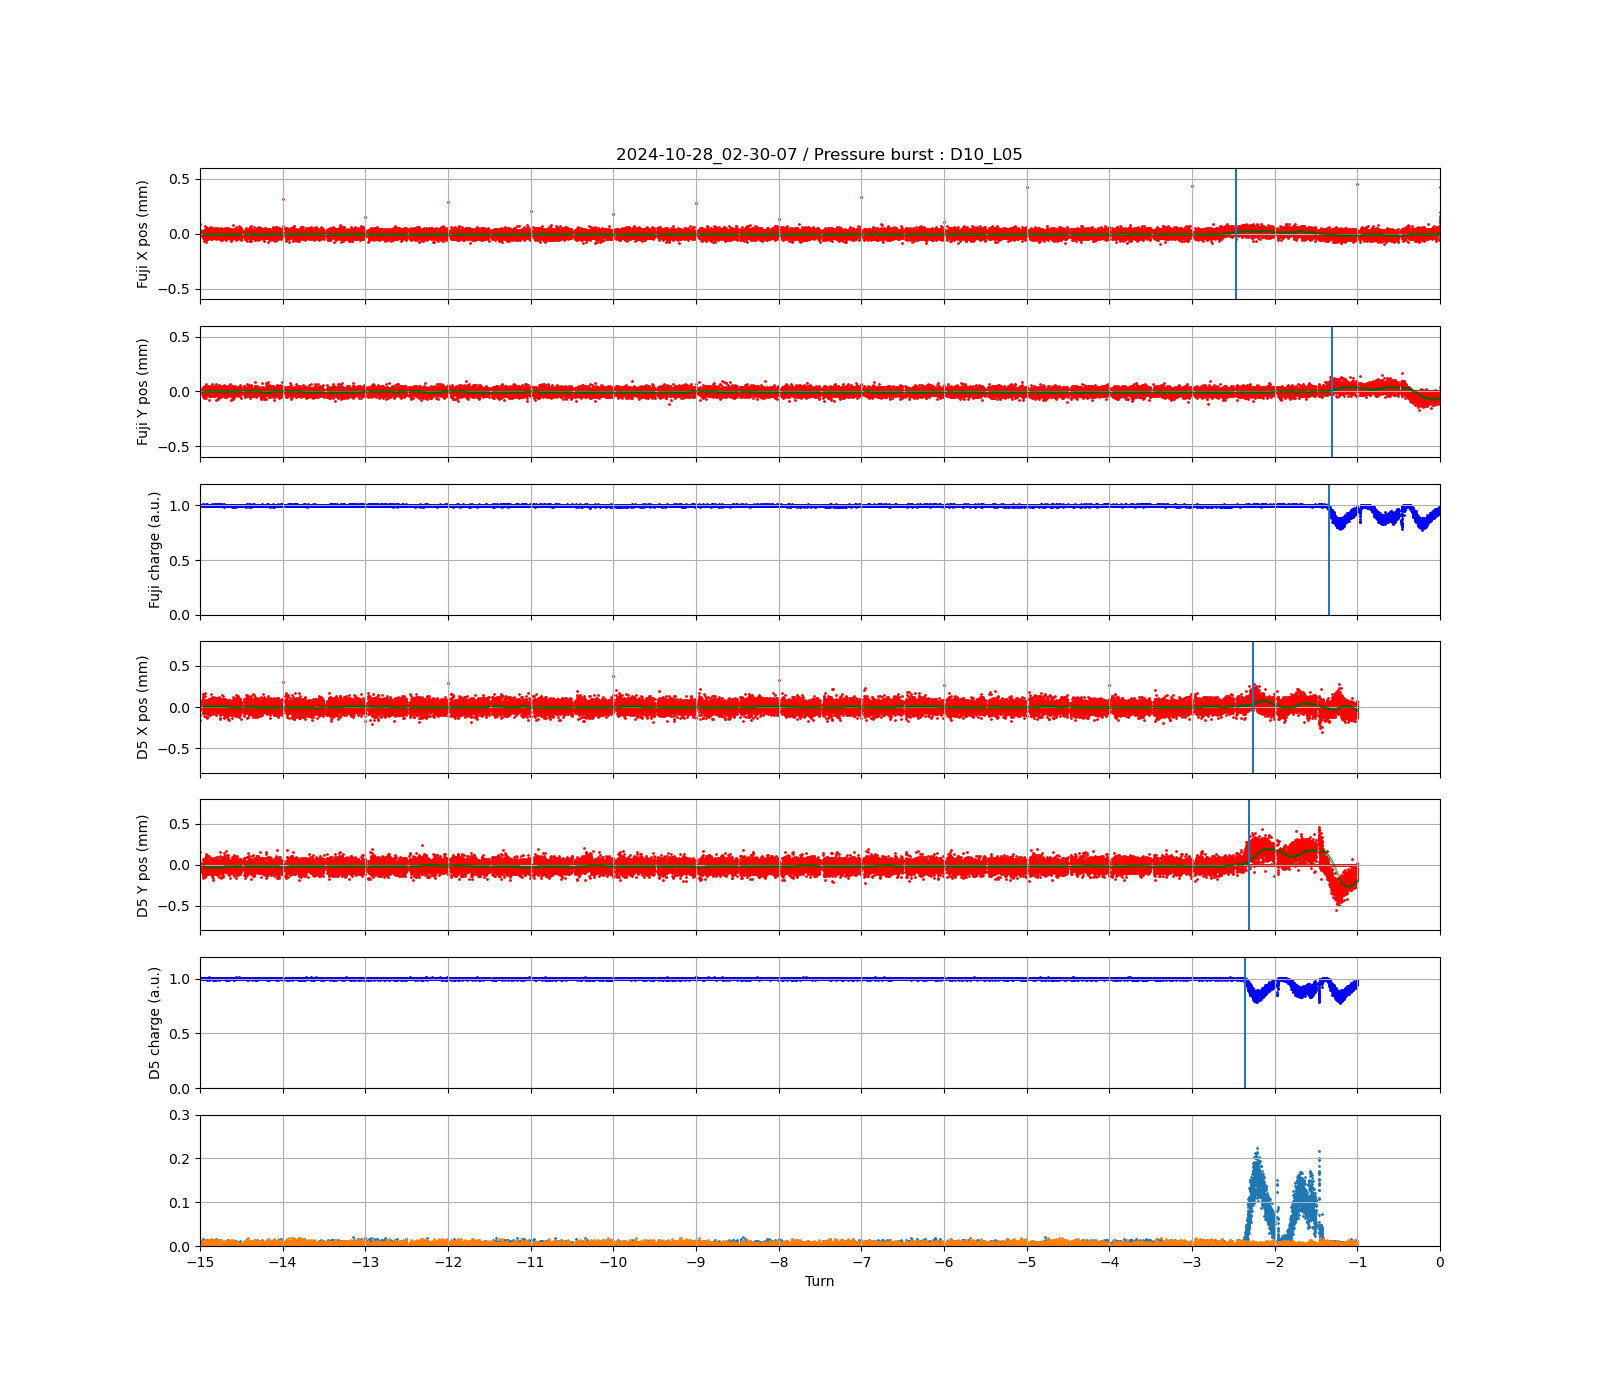 2024-10-28_02-30-07 / Pressure burst : D10_L05
Fuji X pos (mm)
0.5
0.0
−0.5
Fuji Y pos (mm)
0.5
0.0
−0.5
Fuji charge (a.u.)
1.0
0.5
0.0
D5 X pos (mm)
0.5
0.0
−0.5
D5 Y pos (mm)
0.5
0.0
−0.5
D5 charge (a.u.)
1.0
0.5
0.0
0.3
0.2
0.1
0.0
−15 −14 −13 −12 −11 −10 −9 −8 −7 −6 −5 −4 −3 −2 −1 0
Turn